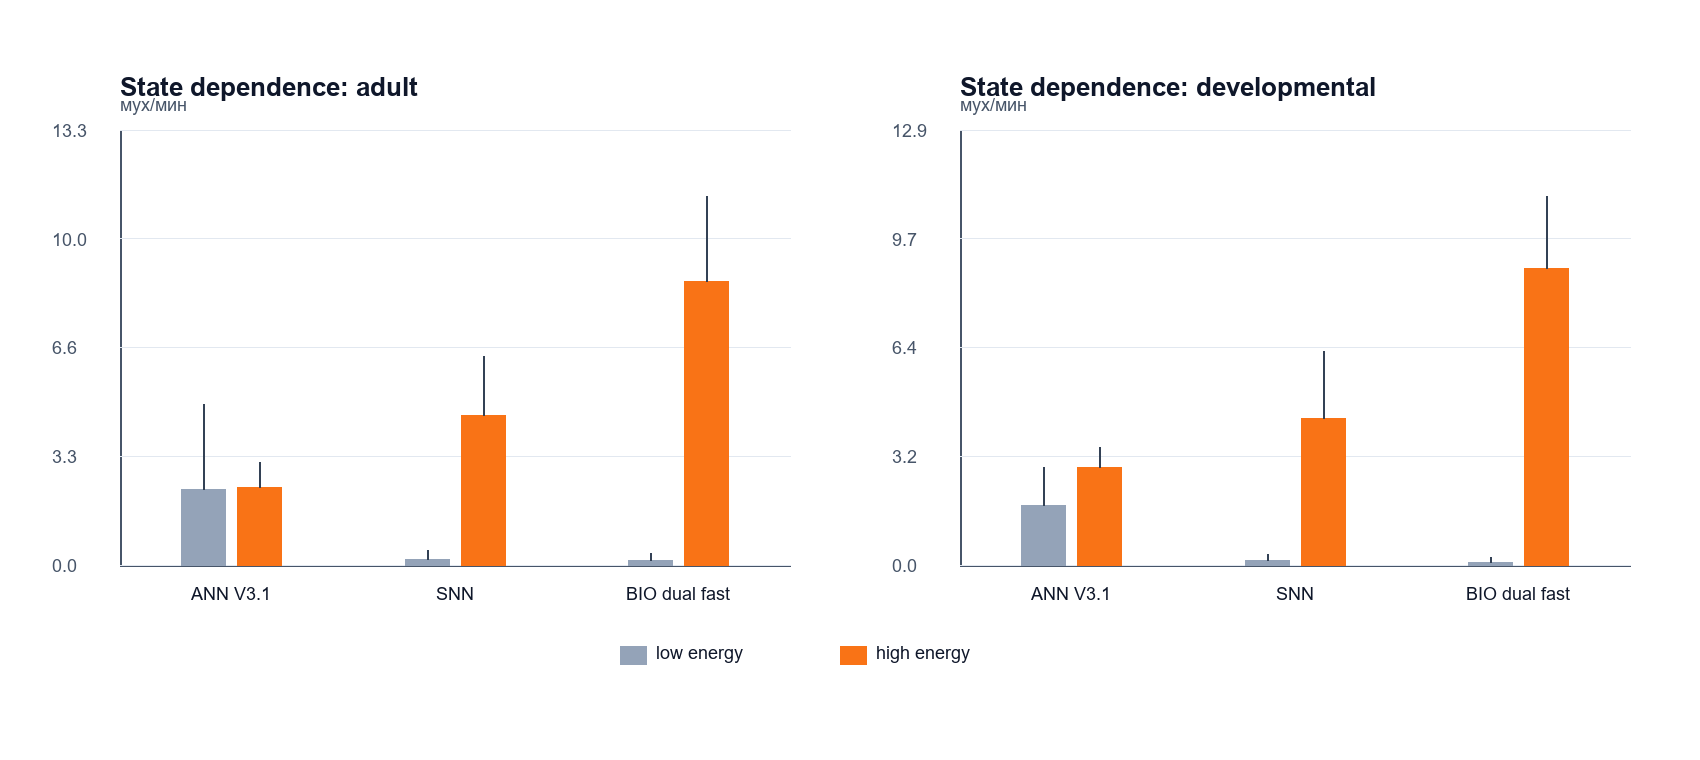 State dependence: adult
мух/мин
13.3
10.0
6.6
3.3
0.0
ANN V3.1
SNN
BIO dual fast
State dependence: developmental
мух/мин
12.9
9.7
6.4
3.2
0.0
ANN V3.1
SNN
BIO dual fast
low energy
high energy